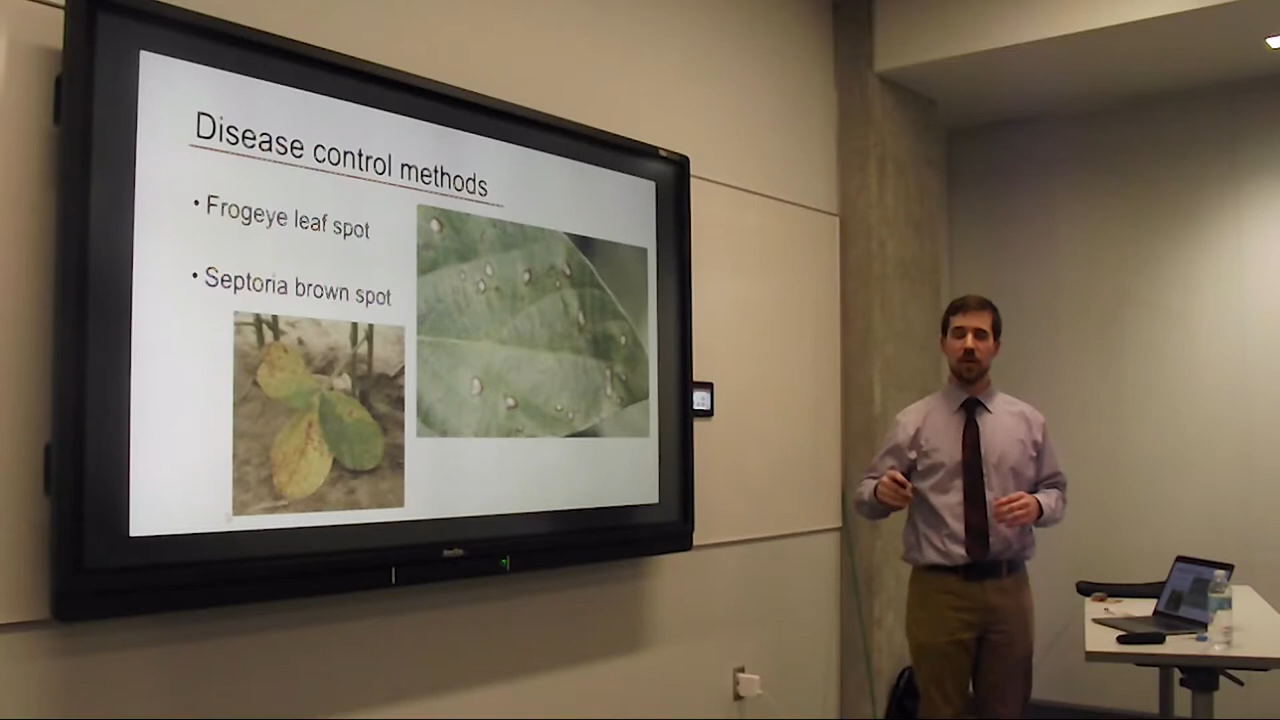 Disease control methods
• Frogeye leaf spot
• Septoria brown spot